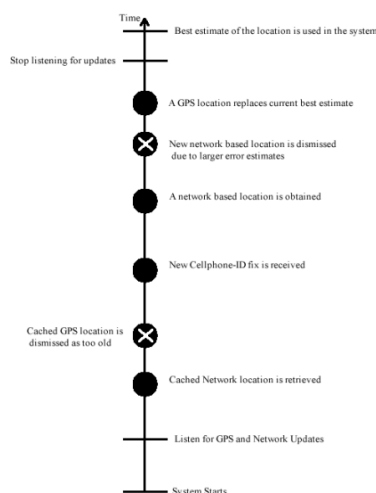 Time
Best estimate of the location is used in the system
Stop listening for updates
A GPS location replaces current best estimate
New network based location is dismissed
due to larger error estimates
A network based location is obtained
New Cellphone-ID fix is received
Cached GPS location is
dismissed as too old
Cached Network location is retrieved
Listen for GPS and Network Updates
System Starts